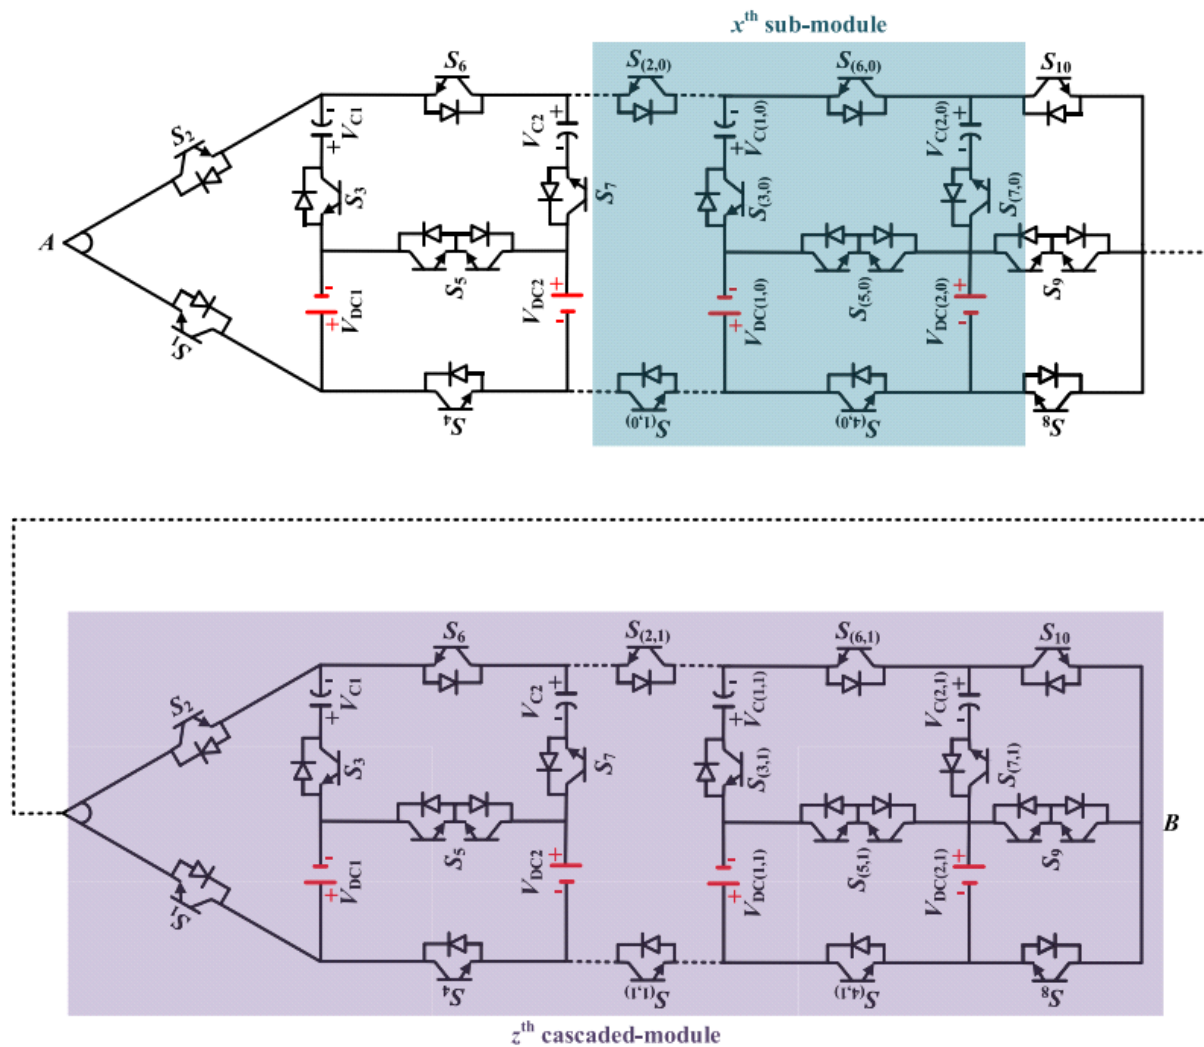 xth sub-module
S6
S(2,0)
S(6,0)
S10
S2
- VC1 +
+ VC2 -
- VC(1,0) +
+ VC(2,0) -
S3
S7
S(3,0)
S(7,0)
A
S5
S(5,0)
S9
- VDC1 +
+ VDC2 -
- VDC(1,0) +
+ VDC(2,0) -
S1
S4
S(1,0)
S(4,0)
S8
S6
S(2,1)
S(6,1)
S10
S2
- VC1 +
+ VC2 -
- VC(1,1) +
+ VC(2,1) -
S3
S7
S(3,1)
S(7,1)
B
S5
S(5,1)
S9
- VDC1 +
+ VDC2 -
- VDC(1,1) +
+ VDC(2,1) -
S1
S4
S(1,1)
S(4,1)
S8
zth cascaded-module